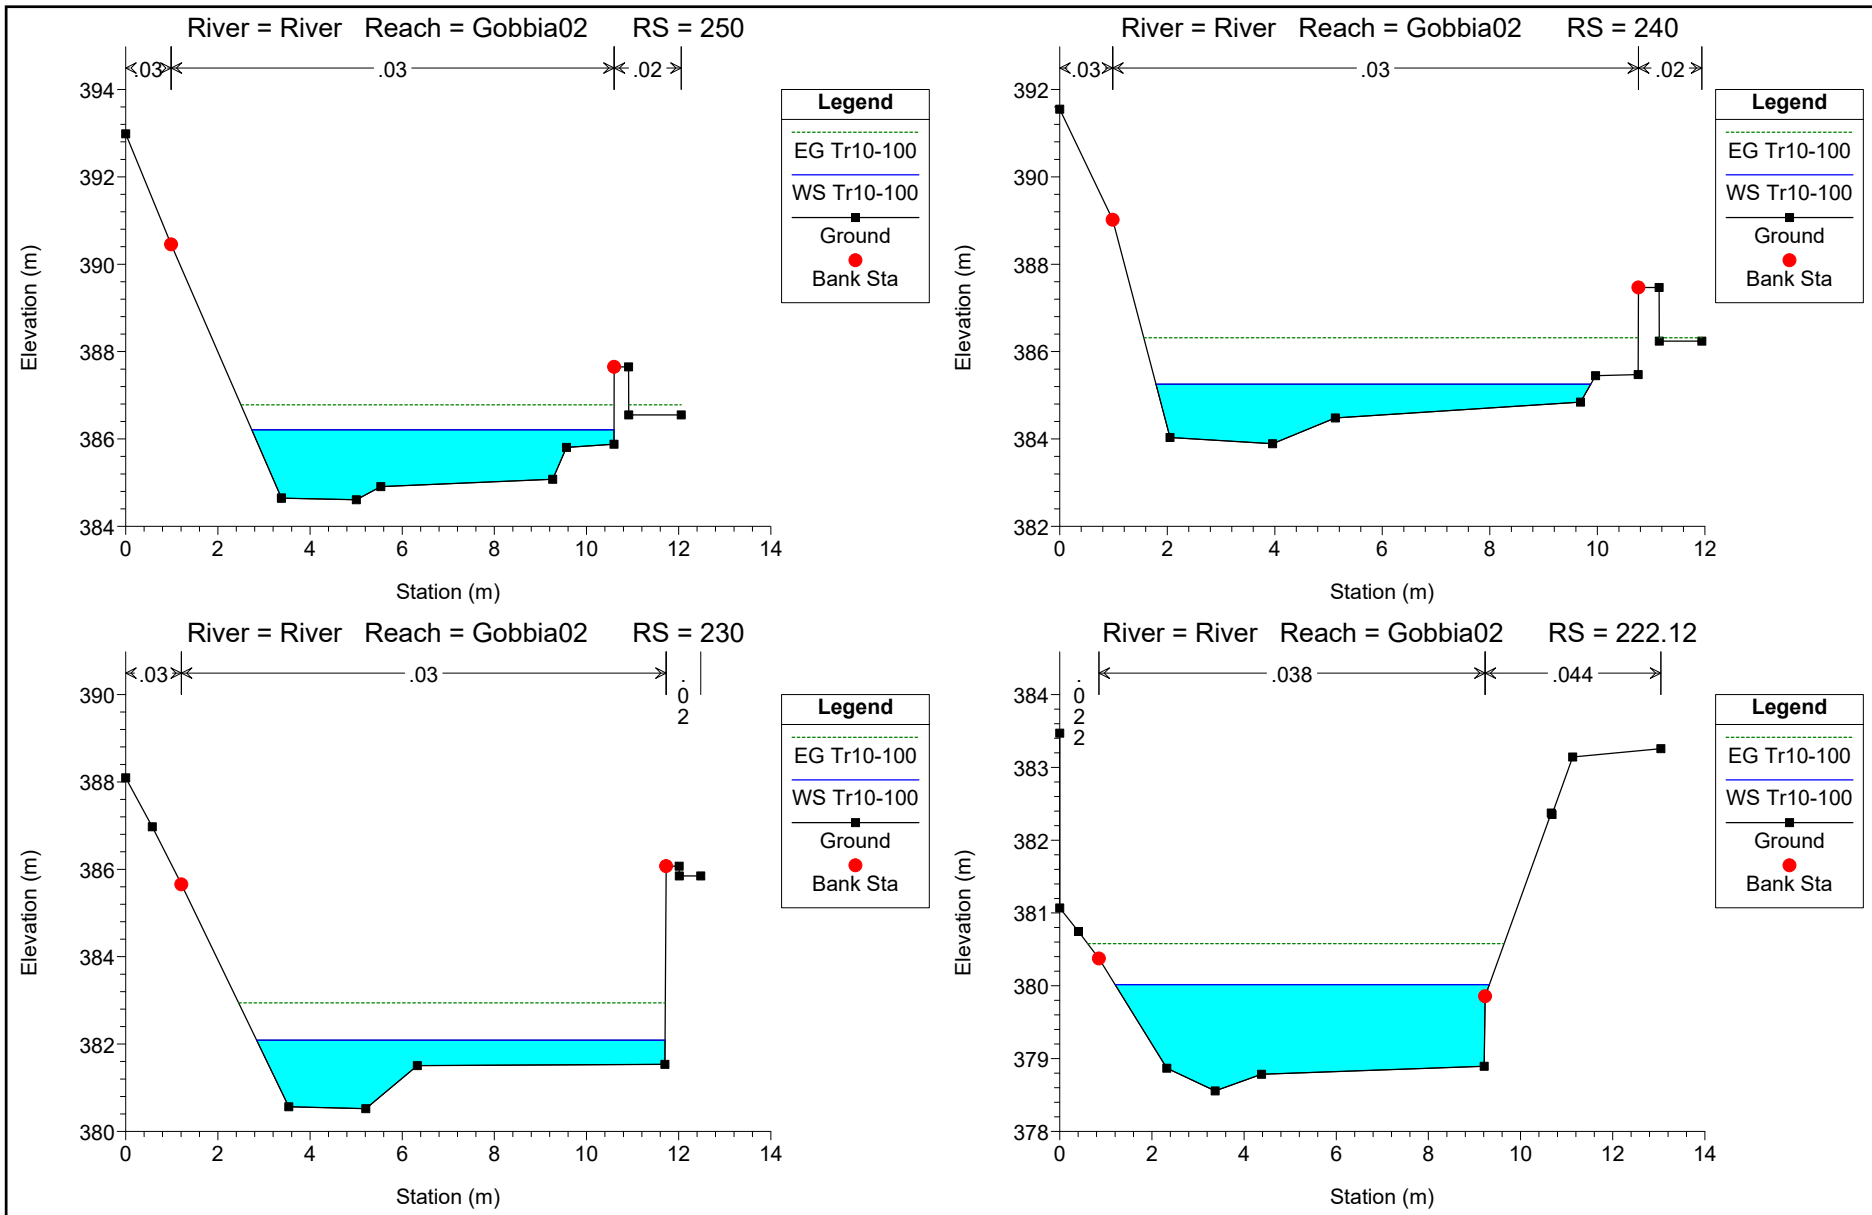 River = River Reach = Gobbia02 RS = 250
.03 .03 .02
394
392
390
388
386
384
0 2 4 6 8 10 12 14
Elevation (m)
Station (m)
Legend
EG Tr10-100
WS Tr10-100
Ground
Bank Sta
River = River Reach = Gobbia02 RS = 240
.03 .03 .02
392
390
388
386
384
382
0 2 4 6 8 10 12
Elevation (m)
Station (m)
Legend
EG Tr10-100
WS Tr10-100
Ground
Bank Sta
River = River Reach = Gobbia02 RS = 230
.03 .03 .02
390
388
386
384
382
380
0 2 4 6 8 10 12 14
Elevation (m)
Station (m)
Legend
EG Tr10-100
WS Tr10-100
Ground
Bank Sta
River = River Reach = Gobbia02 RS = 222.12
.022 .038 .044
384
383
382
381
380
379
378
0 2 4 6 8 10 12 14
Elevation (m)
Station (m)
Legend
EG Tr10-100
WS Tr10-100
Ground
Bank Sta